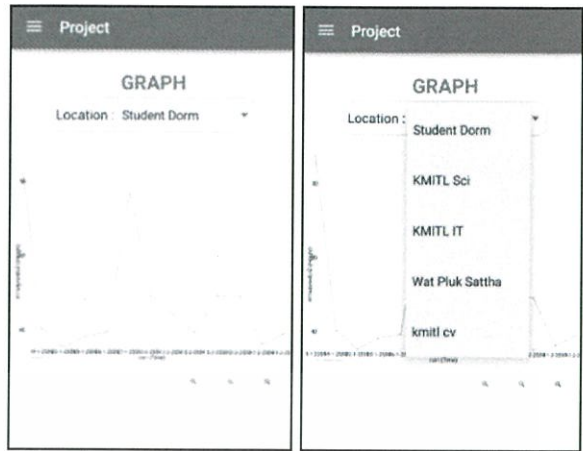 Project
GRAPH
Location : Student Dorm
Project
GRAPH
Location :
Student Dorm
KMITL Sci
KMITL IT
Wat Pluk Sattha
kmitl cv